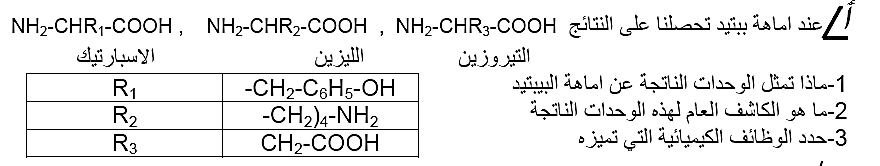 أ/ عند اماهة ببتيد تحصلنا على النتائج NH₂-CHR₁-COOH , NH₂-CHR₂-COOH , NH₂-CHR₃-COOH
التيروزين الليزين الاسبارتيك
1-ماذا تمثل الوحدات الناتجة عن اماهة البيبتيد
2-ما هو الكاشف العام لهذه الوحدات الناتجة
3-حدد الوظائف الكيميائية التي تميزه
R₁ -CH₂-C₆H₅-OH
R₂ -CH₂)₄-NH₂
R₃ CH₂-COOH